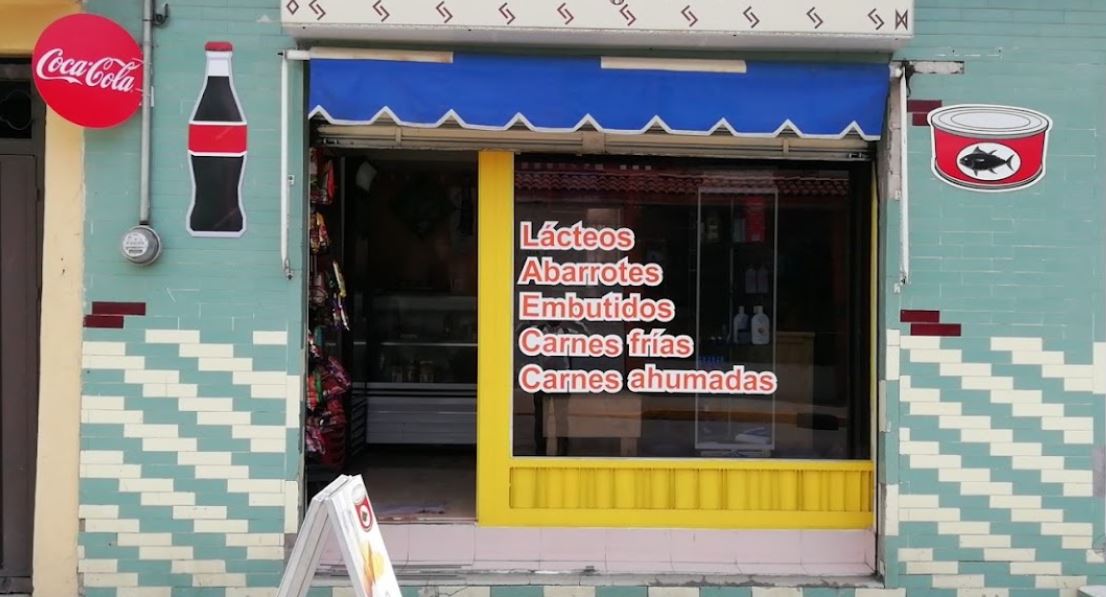 Coca-Cola
Lácteos
Abarrotes
Embutidos
Carnes frías
Carnes ahumadas